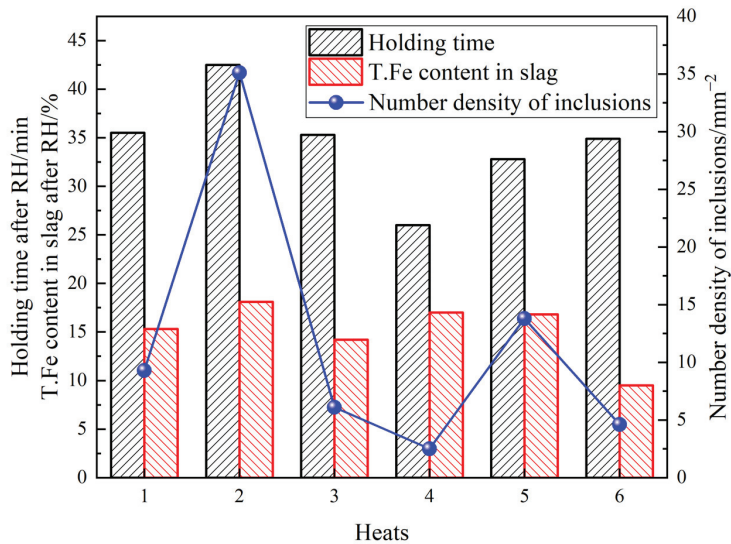 Holding time after RH/min
T.Fe content in slag after RH/%
45
40
35
30
25
20
15
10
5
0
Holding time
T.Fe content in slag
Number density of inclusions
40
35
30
25
20
15
10
5
0
Number density of inclusions/mm⁻²
1 2 3 4 5 6
Heats